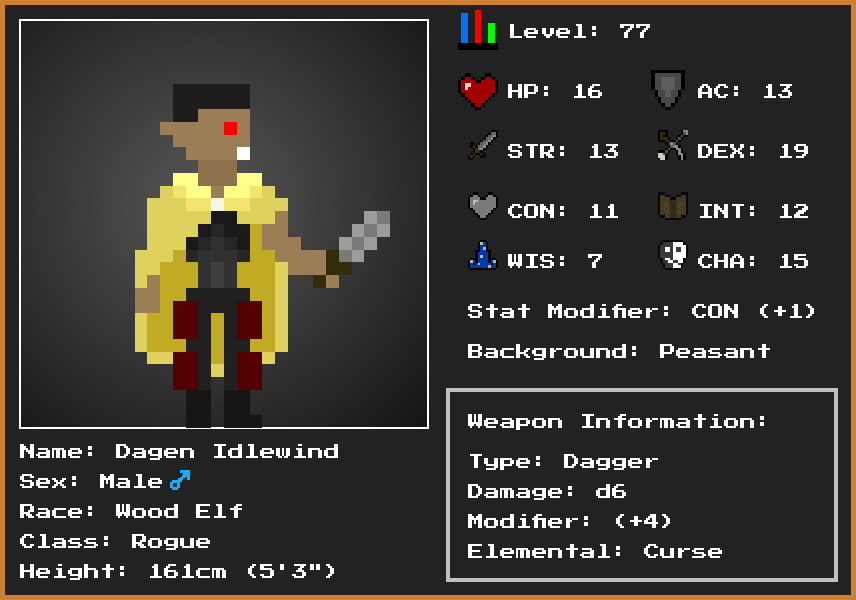 Level: 77
HP: 16 AC: 13
STR: 13 DEX: 19
CON: 11 INT: 12
WIS: 7 CHA: 15
Stat Modifier: CON (+1)
Background: Peasant
Weapon Information:
Type: Dagger
Damage: d6
Modifier: (+4)
Elemental: Curse
Name: Dagen Idlewind
Sex: Male ♂
Race: Wood Elf
Class: Rogue
Height: 161cm (5'3")